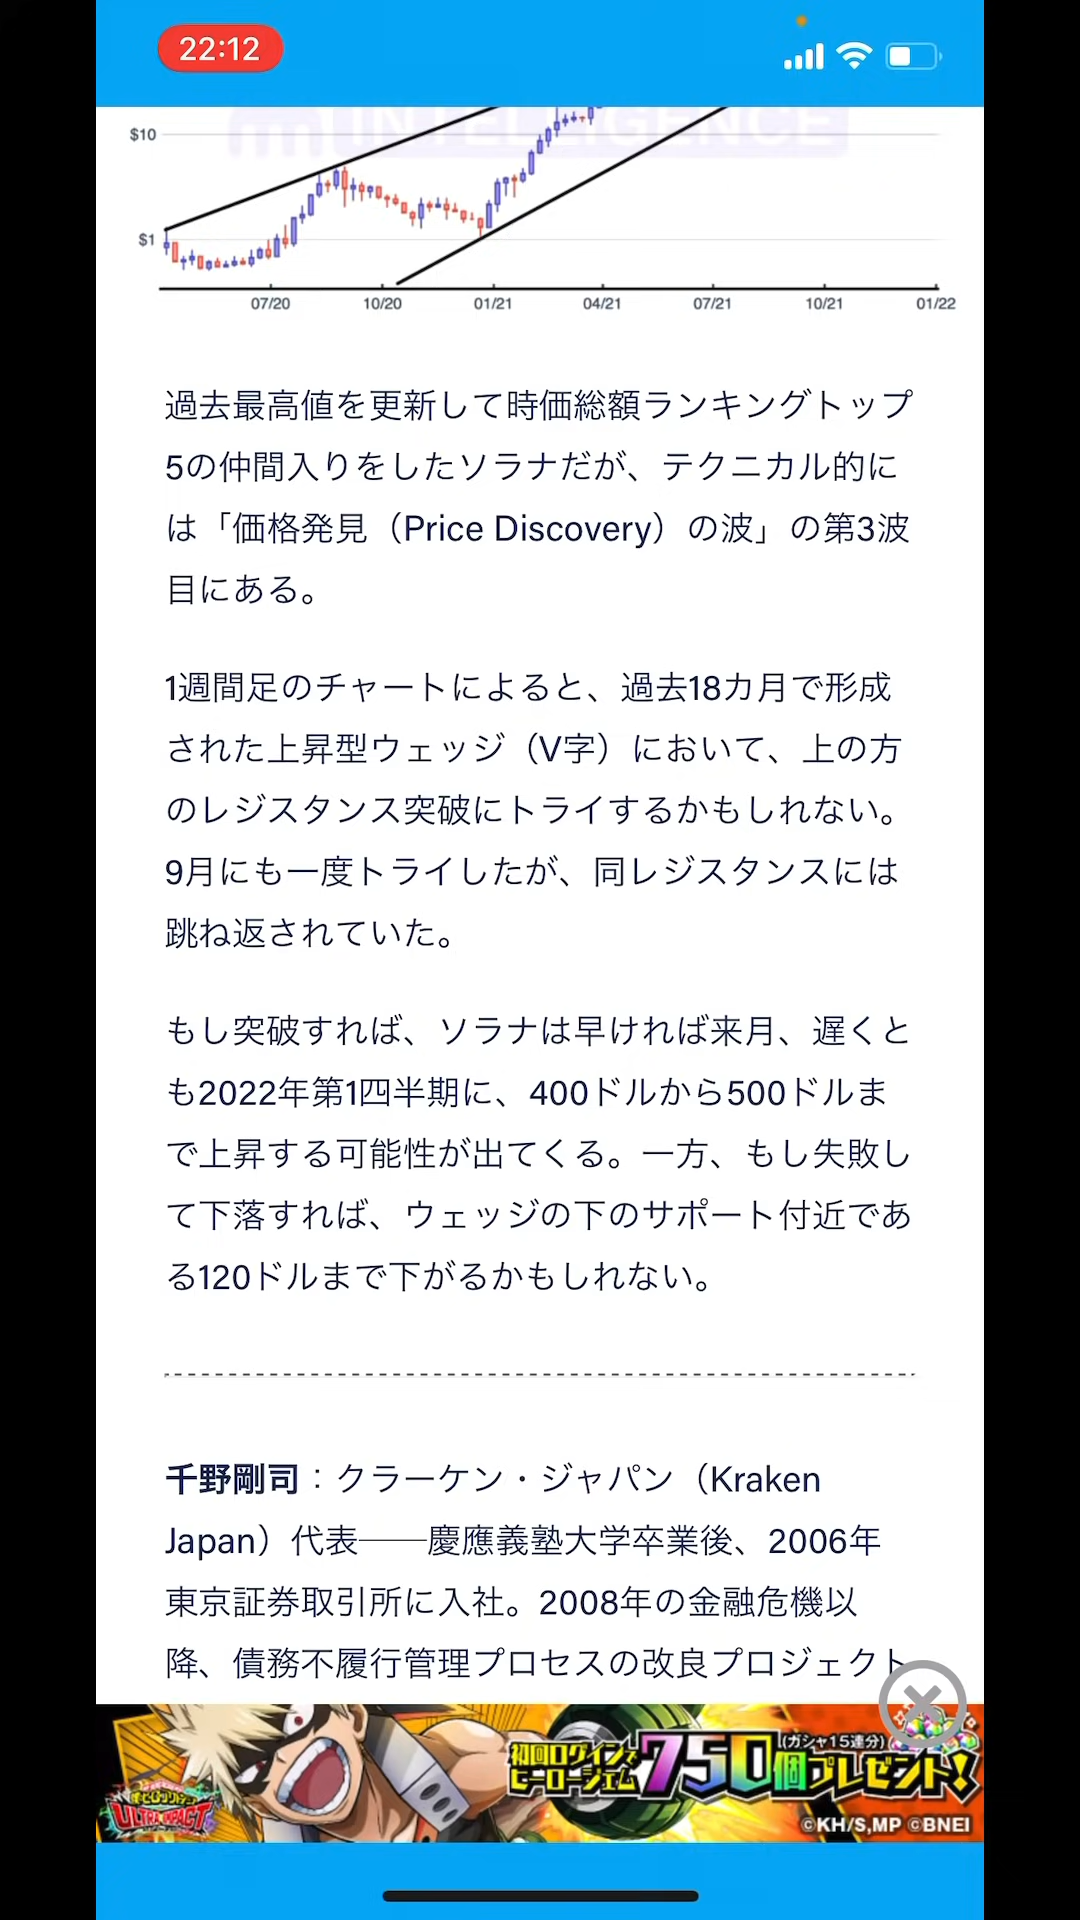 22:12
INTELLIGENCE
$10
$1
07/20 10/20 01/21 04/21 07/21 10/21 01/22
過去最高値を更新して時価総額ランキングトップ
5の仲間入りをしたソラナだが、テクニカル的に
は「価格発見（Price Discovery）の波」の第3波
目にある。
1週間足のチャートによると、過去18カ月で形成
された上昇型ウェッジ（V字）において、上の方
のレジスタンス突破にトライするかもしれない。
9月にも一度トライしたが、同レジスタンスには
跳ね返されていた。
もし突破すれば、ソラナは早ければ来月、遅くと
も2022年第1四半期に、400ドルから500ドルま
で上昇する可能性が出てくる。一方、もし失敗し
て下落すれば、ウェッジの下のサポート付近であ
る120ドルまで下がるかもしれない。
千野剛司：クラーケン・ジャパン（Kraken
Japan）代表──慶應義塾大学卒業後、2006年
東京証券取引所に入社。2008年の金融危機以
降、債務不履行管理プロセスの改良プロジェクト
初回ログインで
ヒーロージェム
750個プレゼント!
(ガシャ15連分)
僕のヒーローアカデミア
ULTRA IMPACT
©KH/S,MP ©BNEI